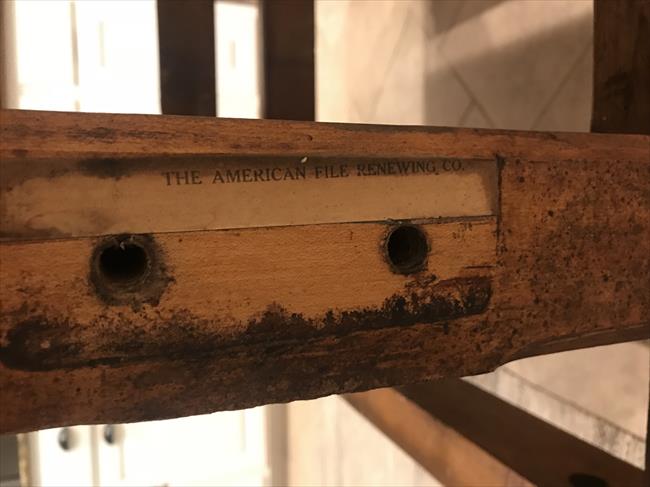 THE AMERICAN FILE RENEWING CO.